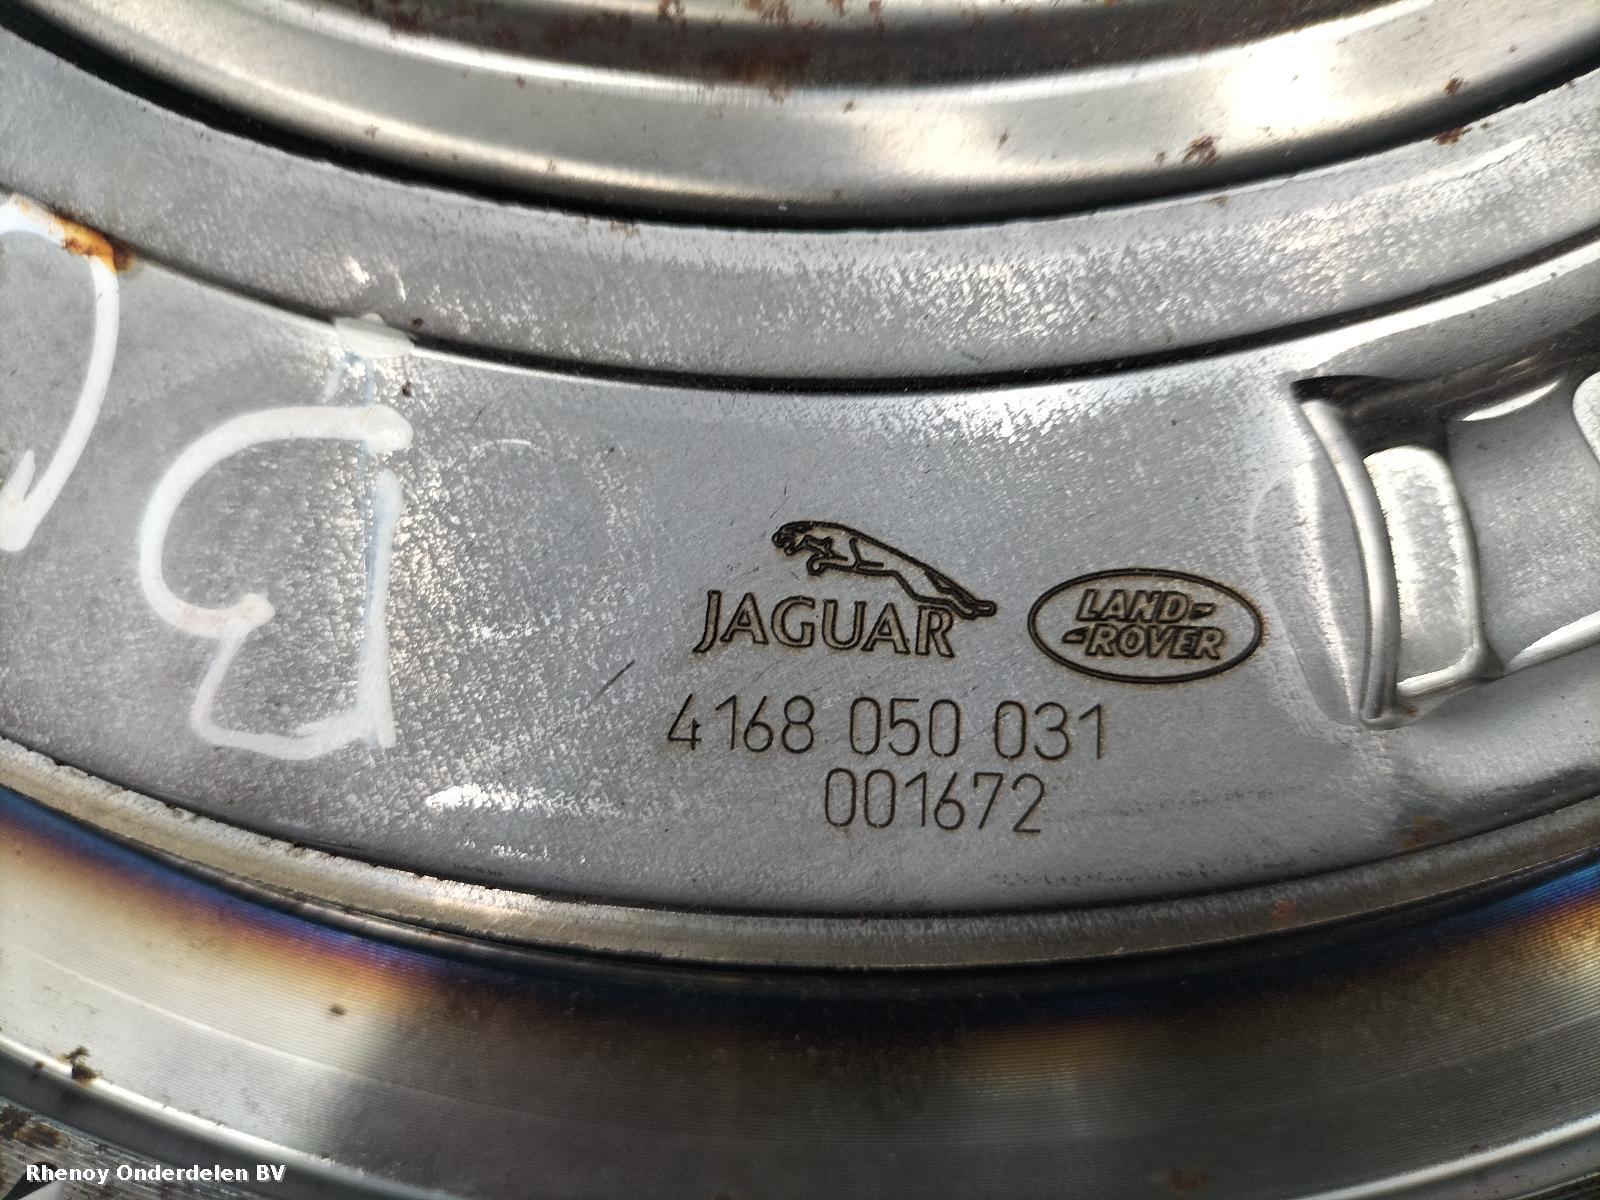 JAGUAR
LAND-
-ROVER
4168 050 031
001672
Rhenoy Onderdelen BV